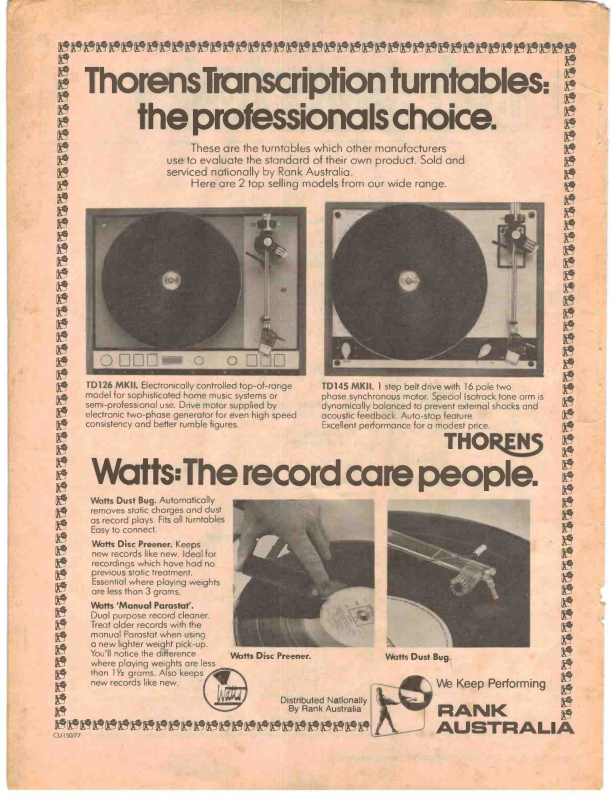 Thorens Transcription turntables:
the professionals choice.
These are the turntables which other manufacturers
use to evaluate the standard of their own product. Sold and
serviced nationally by Rank Australia.
Here are 2 top selling models from our wide range.
TD126 MKII. Electronically controlled top-of-range
model for sophisticated home music systems or
semi-professional use. Drive motor supplied by
electronic two-phase generator for even high speed
consistency and better rumble figures.
TD145 MKII. 1 step belt drive with 16 pole two
phase synchronous motor. Special Isotrack tone arm is
dynamically balanced to prevent external shocks and
acoustic feedback. Auto-stop feature.
Excellent performance for a modest price.
THORENS
Watts: The record care people.
Watts Dust Bug. Automatically
removes static charges and dust
as record plays. Fits all turntables
Easy to connect.
Watts Disc Preener. Keeps
new records like new. Ideal for
recordings which have had no
previous static treatment.
Essential where playing weights
are less than 3 grams.
Watts 'Manual Parastat'.
Dual purpose record cleaner.
Treat older records with the
manual Parastat when using
a new lighter weight pick-up.
You'll notice the difference
where playing weights are less
than 1½ grams. Also keeps
new records like new.
Watts Disc Preener.
Watts Dust Bug.
Watts
Distributed Nationally
By Rank Australia
We Keep Performing
RANK
AUSTRALIA
CU150/77